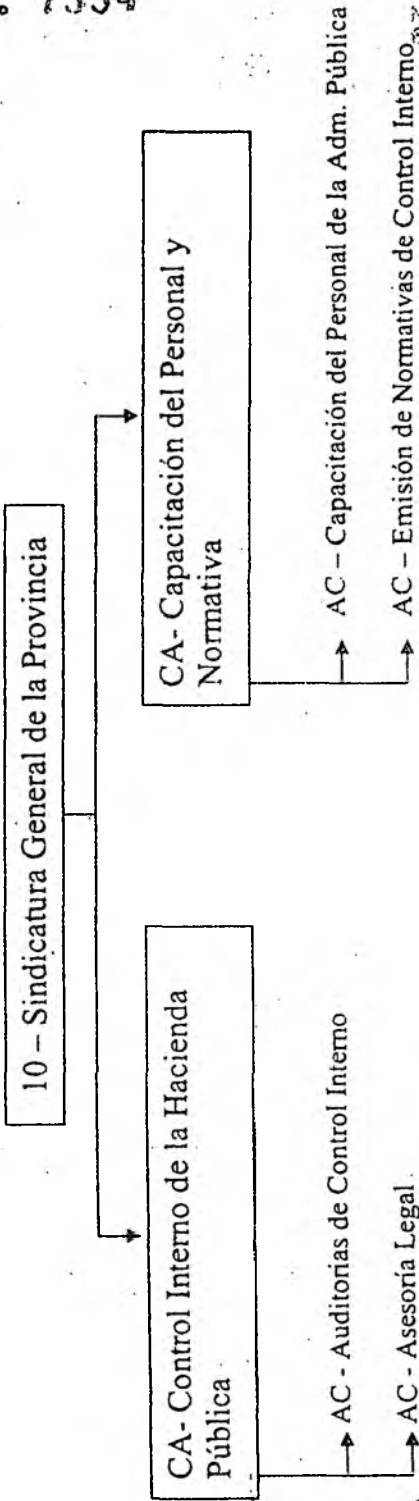 10 – Sindicatura General de la Provincia
CA- Control Interno de la Hacienda
Pública
AC - Auditorias de Control Interno
AC - Asesoría Legal
CA- Capacitación del Personal y
Normativa
AC – Capacitación del Personal de la Adm. Pública
AC – Emisión de Normativas de Control Interno